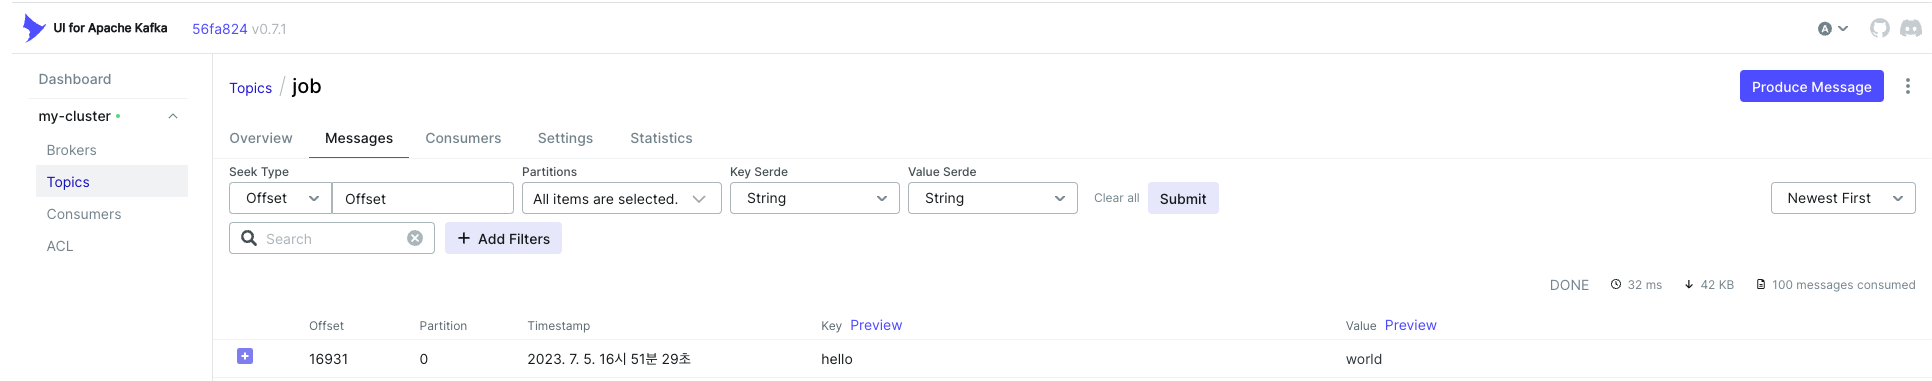 UI for Apache Kafka 56fa824 v0.7.1 A
Dashboard
my-cluster
Brokers
Topics
Consumers
ACL
Topics / job
Produce Message
Overview Messages Consumers Settings Statistics
Seek Type Partitions Key Serde Value Serde
Offset Offset All items are selected. String String Clear all Submit Newest First
Search Add Filters
DONE 32 ms 42 KB 100 messages consumed
Offset Partition Timestamp Key Preview Value Preview
16931 0 2023. 7. 5. 16시 51분 29초 hello world